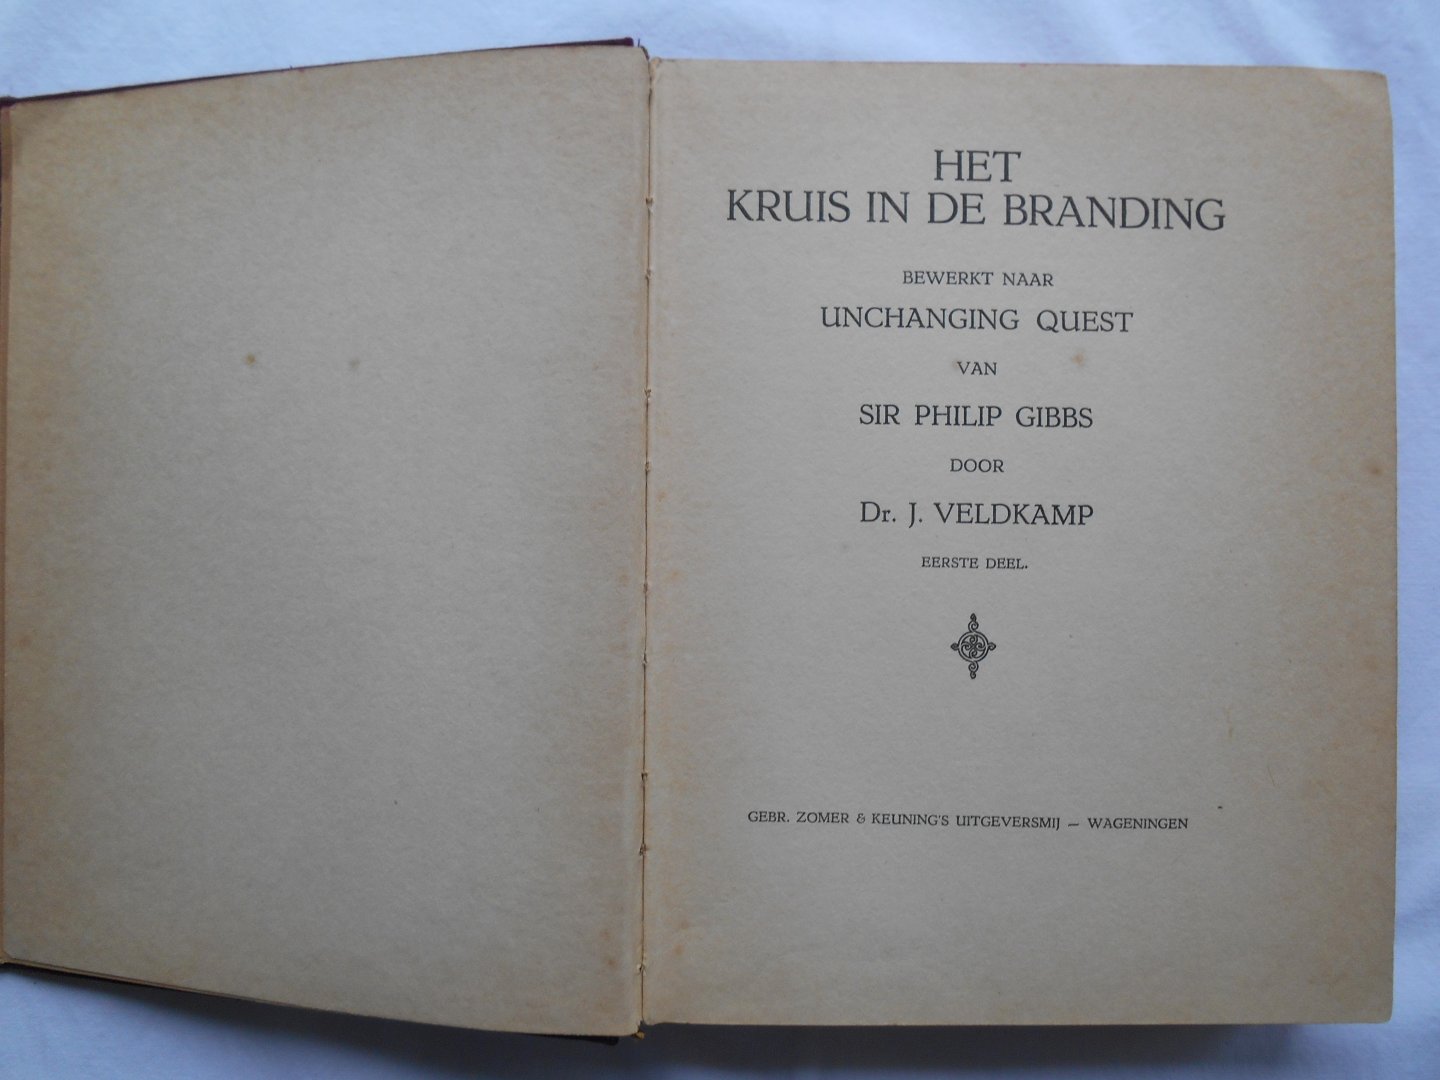 HET
KRUIS IN DE BRANDING
BEWERKT NAAR
UNCHANGING QUEST
VAN
SIR PHILIP GIBBS
DOOR
Dr. J. VELDKAMP
EERSTE DEEL.
GEBR. ZOMER & KEUNING'S UITGEVERSMIJ — WAGENINGEN